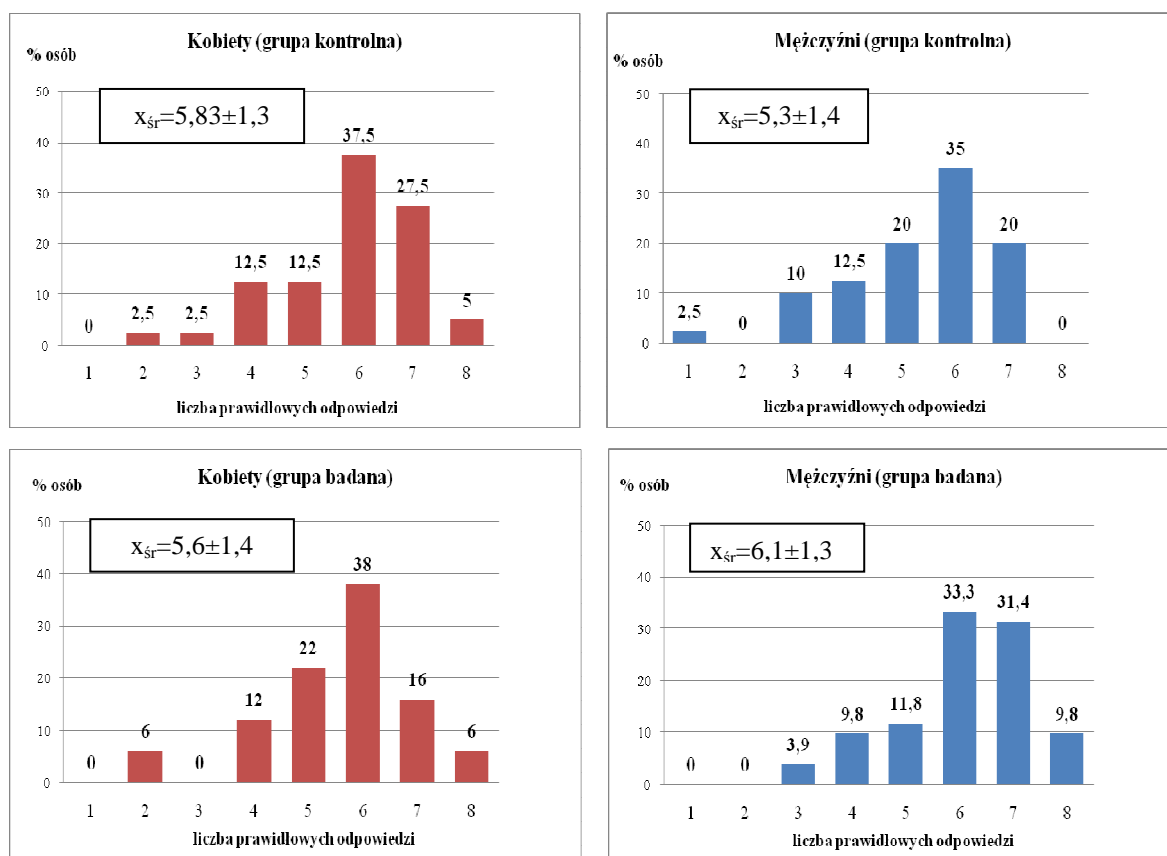 Kobiety (grupa kontrolna)
% osób
x_śr=5,83±1,3
50
40
30
20
10
0
0
2,5
2,5
12,5
12,5
37,5
27,5
5
1 2 3 4 5 6 7 8
liczba prawidłowych odpowiedzi
Mężczyźni (grupa kontrolna)
% osób
x_śr=5,3±1,4
50
40
30
20
10
0
2,5
0
10
12,5
20
35
20
0
1 2 3 4 5 6 7 8
liczba prawidłowych odpowiedzi
Kobiety (grupa badana)
% osób
x_śr=5,6±1,4
50
40
30
20
10
0
0
6
0
12
22
38
16
6
1 2 3 4 5 6 7 8
liczba prawidłowych odpowiedzi
Mężczyźni (grupa badana)
% osób
x_śr=6,1±1,3
50
40
30
20
10
0
0
0
3,9
9,8
11,8
33,3
31,4
9,8
1 2 3 4 5 6 7 8
liczba prawidłowych odpowiedzi